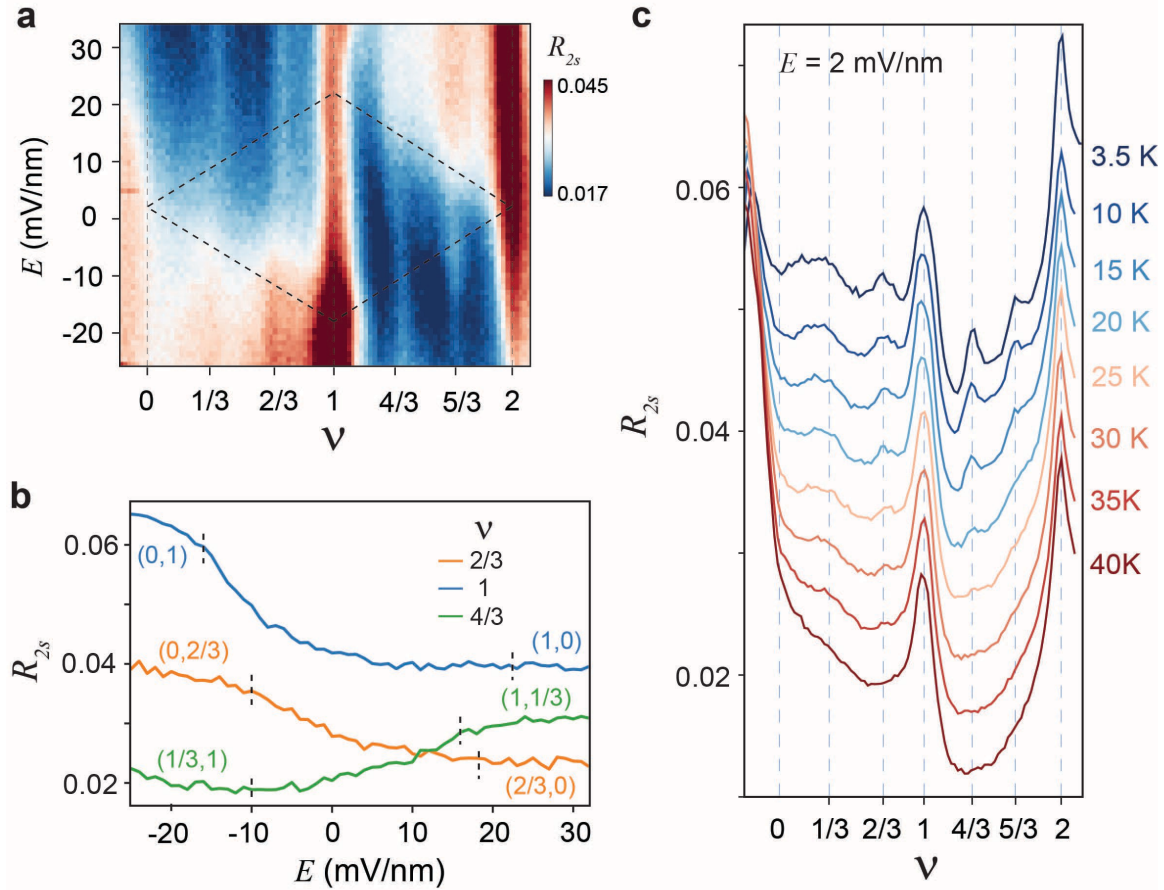 a
R2s
0.045
0.017
30
20
10
0
-10
-20
E (mV/nm)
0 1/3 2/3 1 4/3 5/3 2
ν
b
0.06
0.04
0.02
R2s
(0,1)
(0,2/3)
(1/3,1)
ν
2/3
1
4/3
(1,0)
(1,1/3)
(2/3,0)
-20 -10 0 10 20 30
E (mV/nm)
c
E = 2 mV/nm
0.06
0.04
0.02
R2s
3.5 K
10 K
15 K
20 K
25 K
30 K
35K
40K
0 1/3 2/3 1 4/3 5/3 2
ν